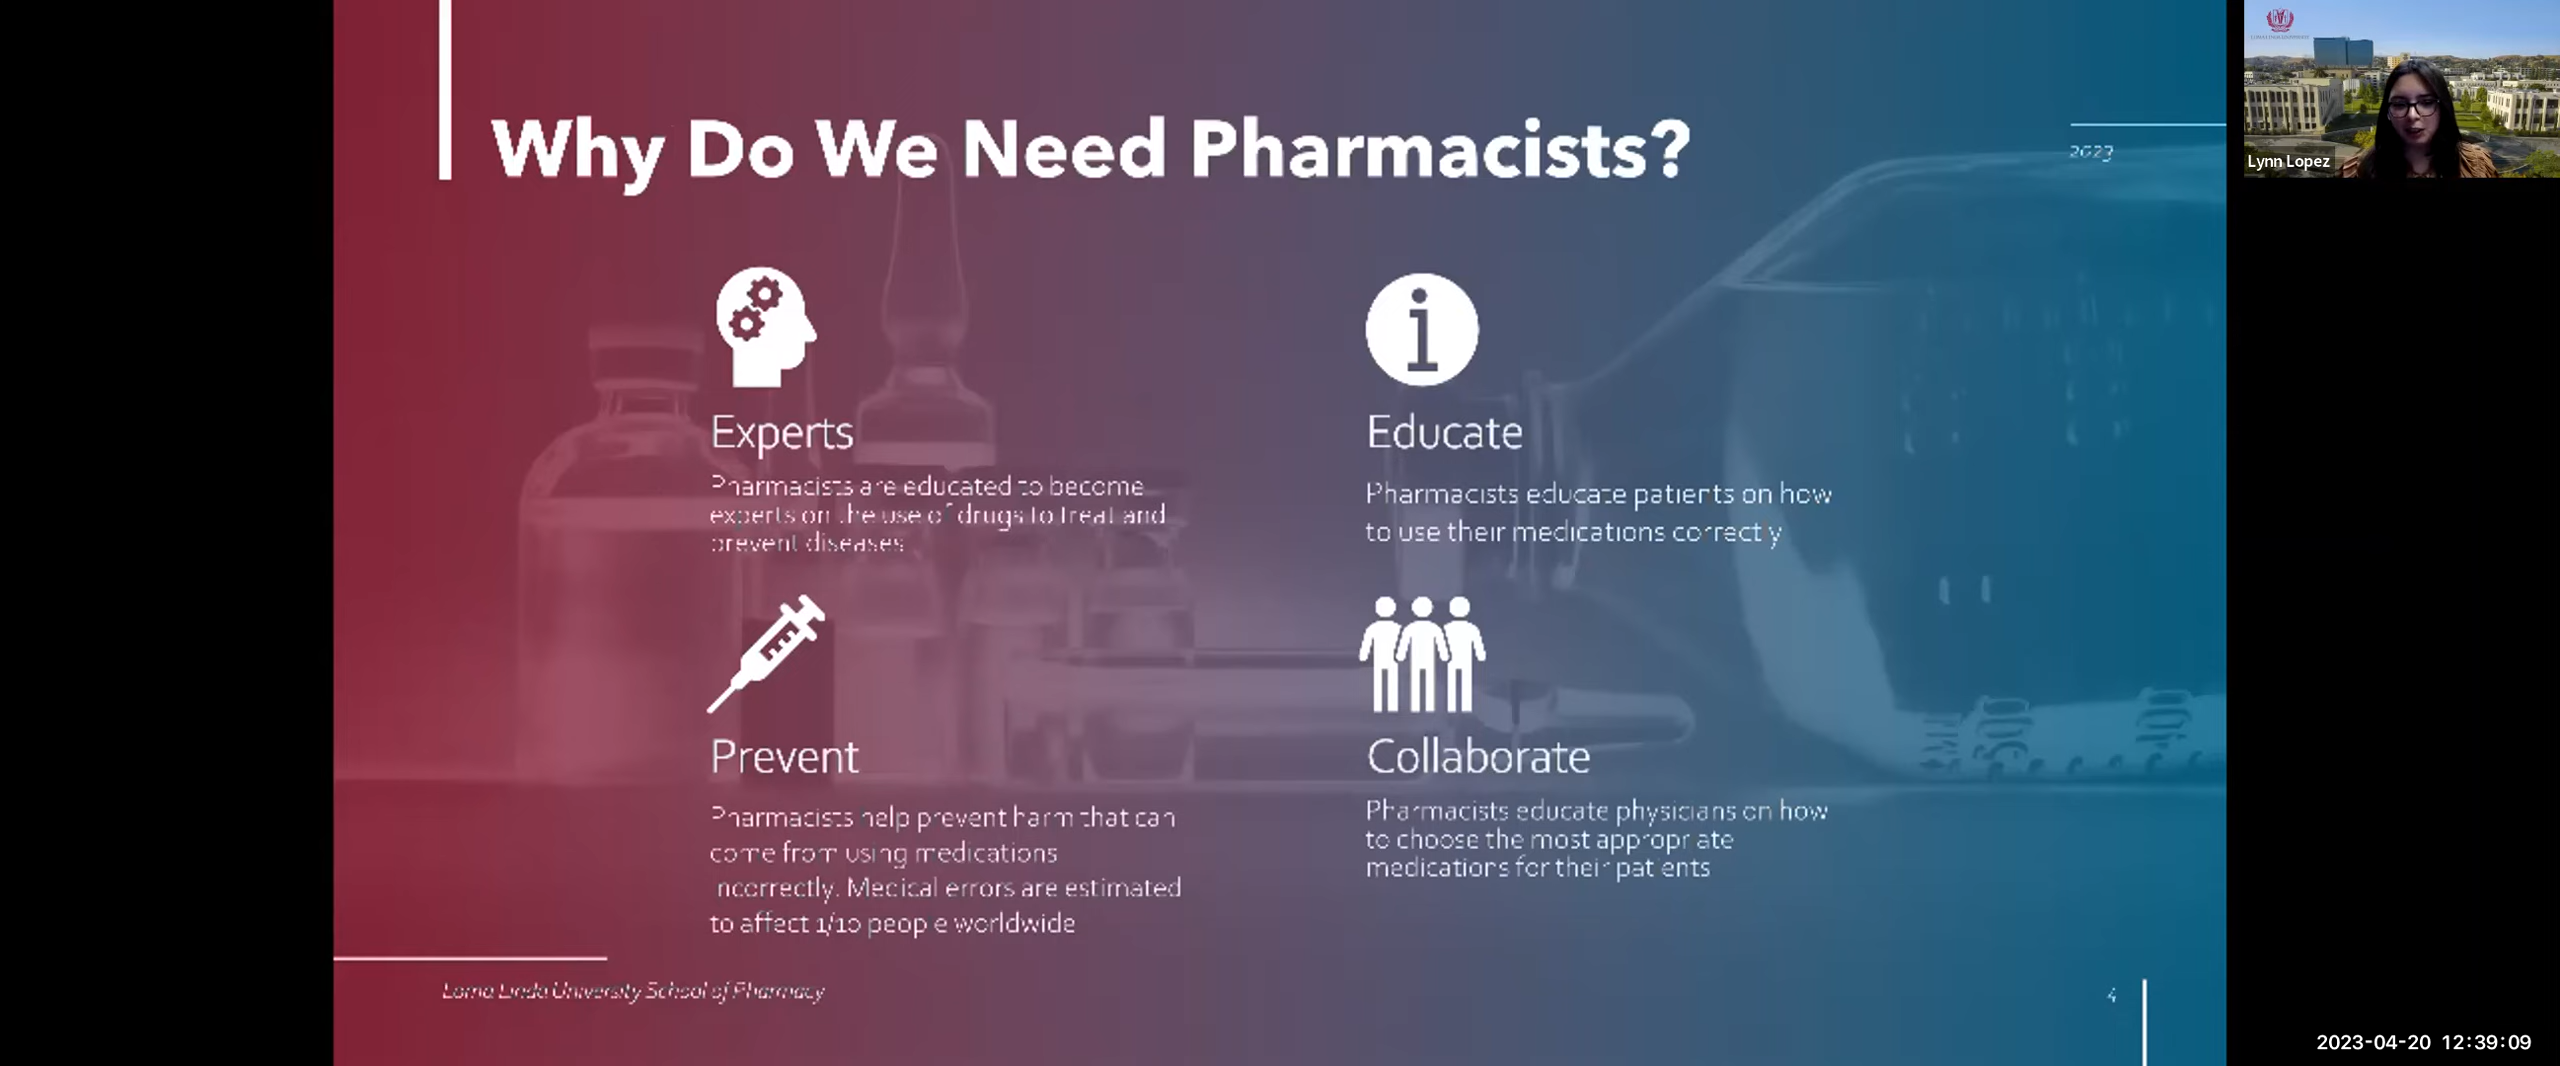 Why Do We Need Pharmacists?
2023
Lynn Lopez
Experts
Pharmacists are educated to become
experts on the use of drugs to treat and
prevent diseases
Educate
Pharmacists educate patients on how
to use their medications correctly
Prevent
Pharmacists help prevent harm that can
come from using medications
incorrectly. Medical errors are estimated
to affect 1/10 people worldwide
Collaborate
Pharmacists educate physicians on how
to choose the most appropriate
medications for their patients
500
400
Loma Linda University School of Pharmacy
4
2023-04-20 12:39:09